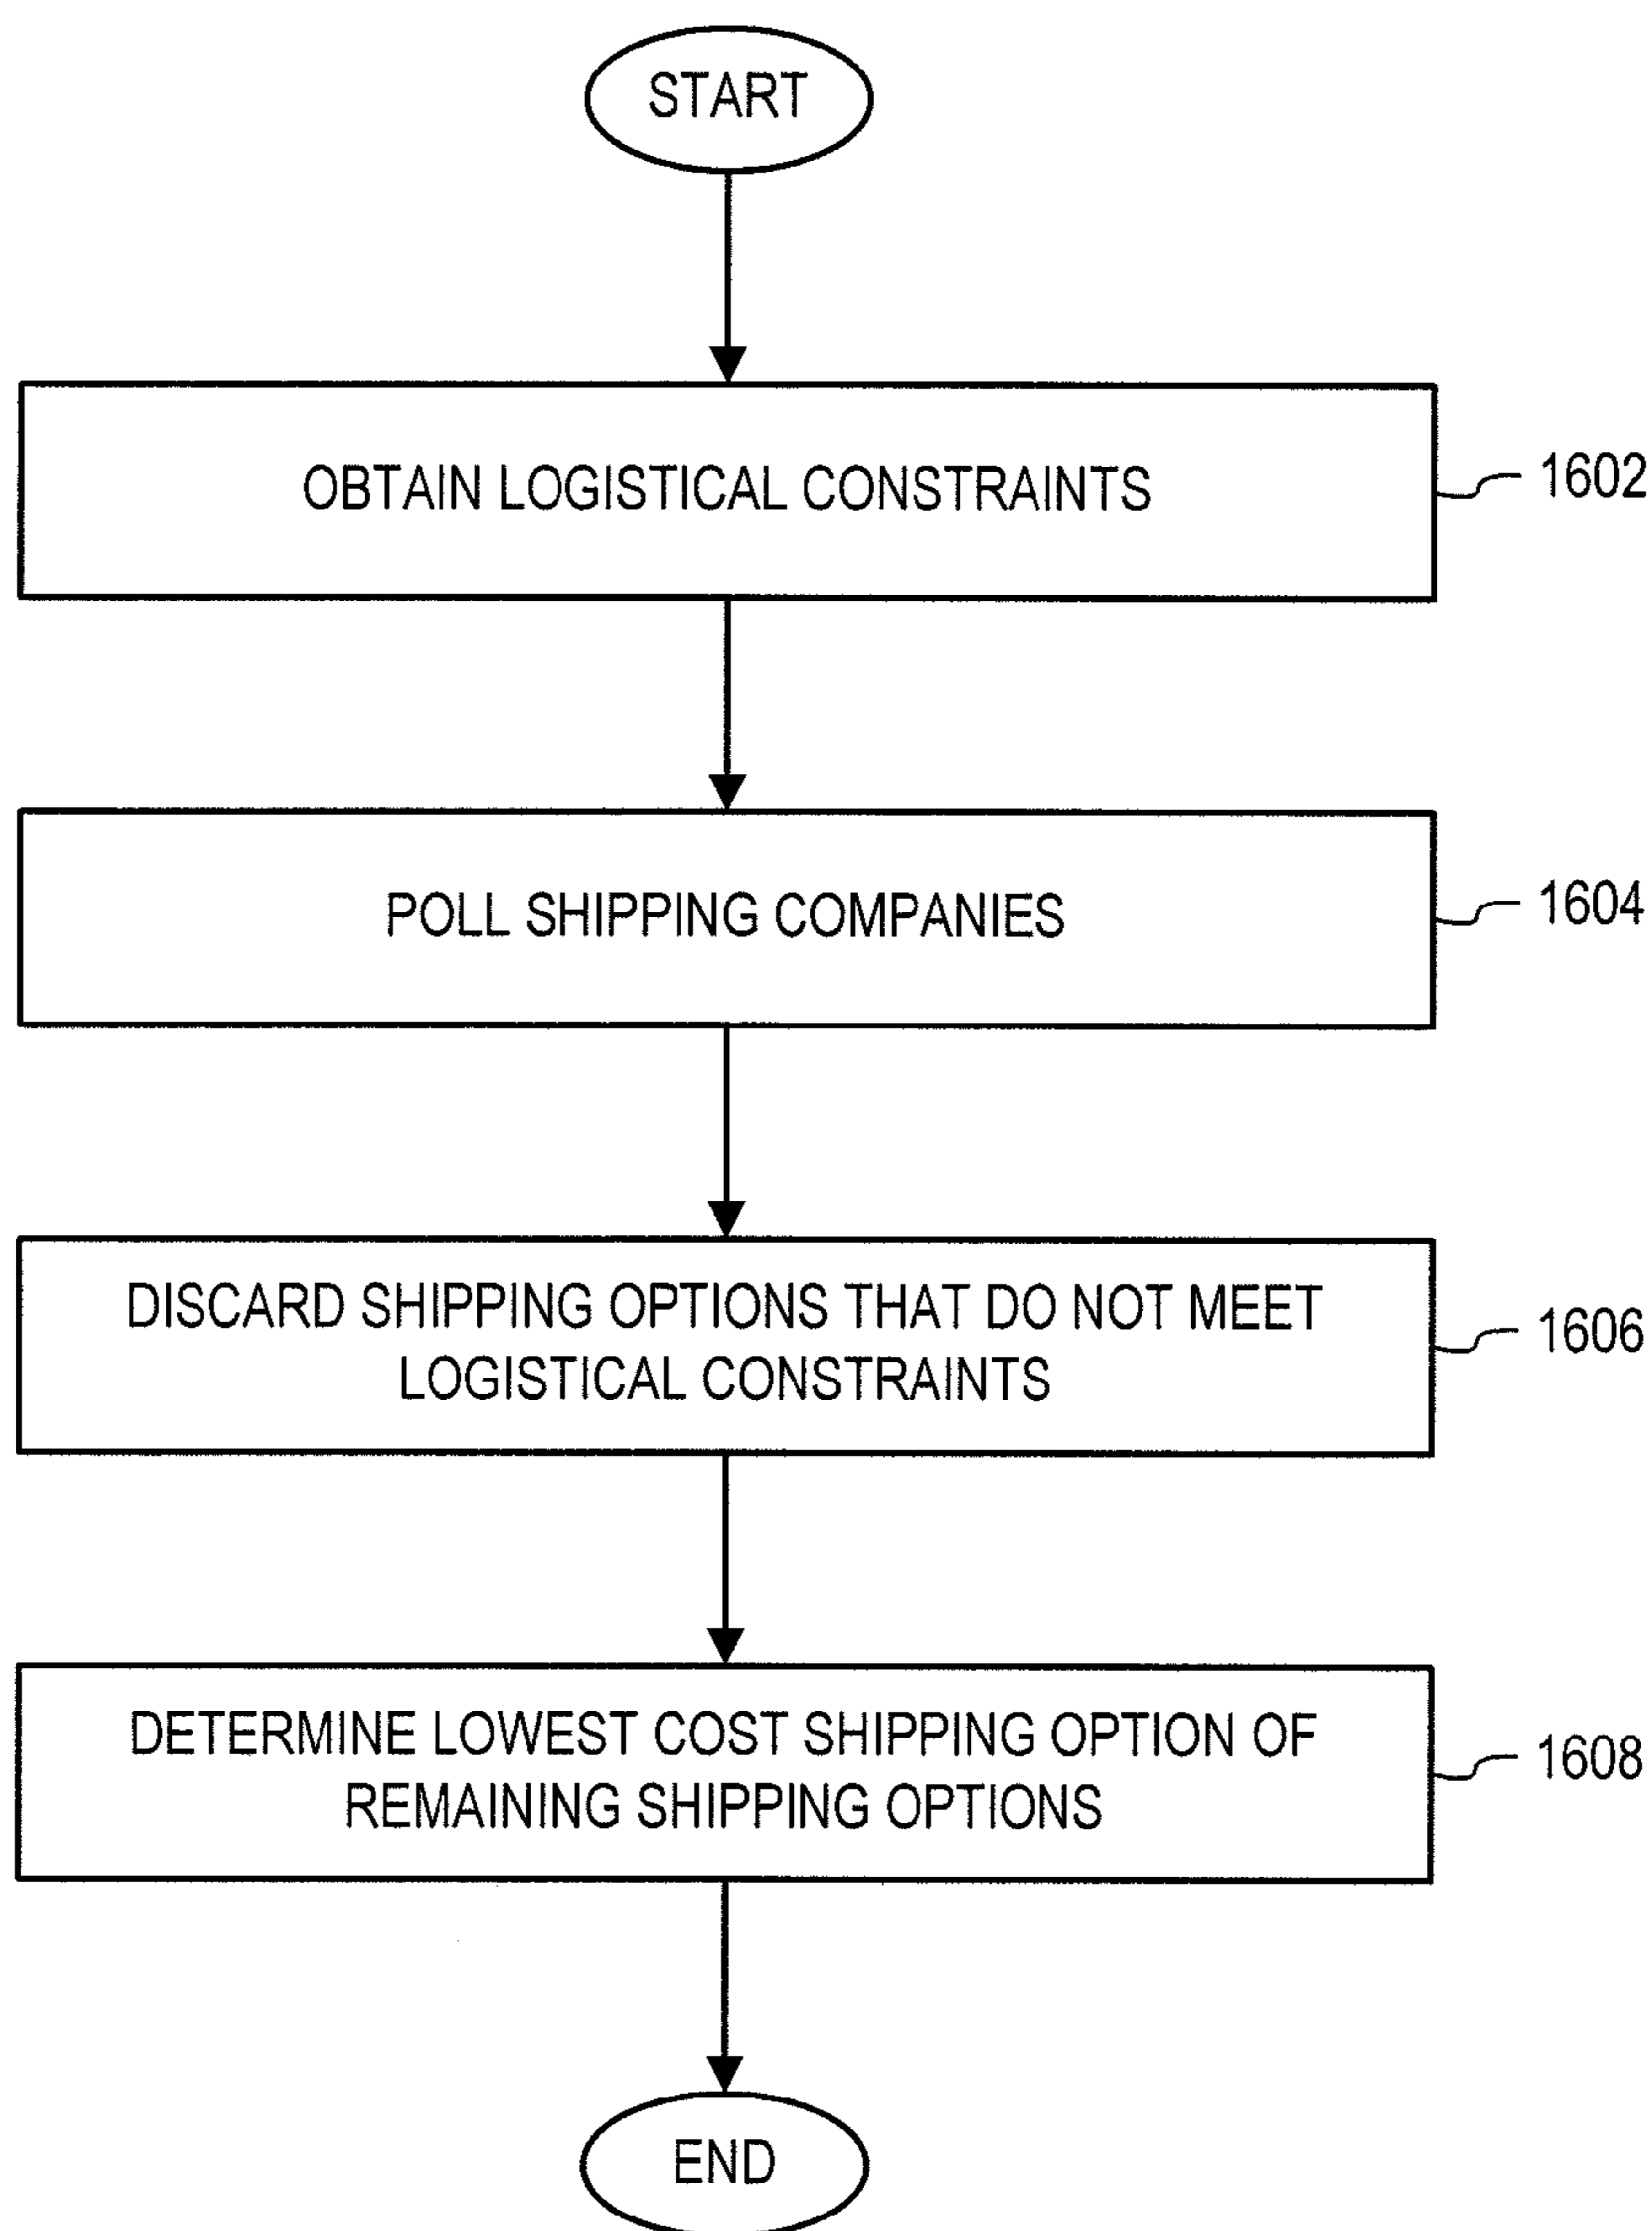 START
OBTAIN LOGISTICAL CONSTRAINTS
1602
POLL SHIPPING COMPANIES
1604
DISCARD SHIPPING OPTIONS THAT DO NOT MEET
LOGISTICAL CONSTRAINTS
1606
DETERMINE LOWEST COST SHIPPING OPTION OF
REMAINING SHIPPING OPTIONS
1608
END